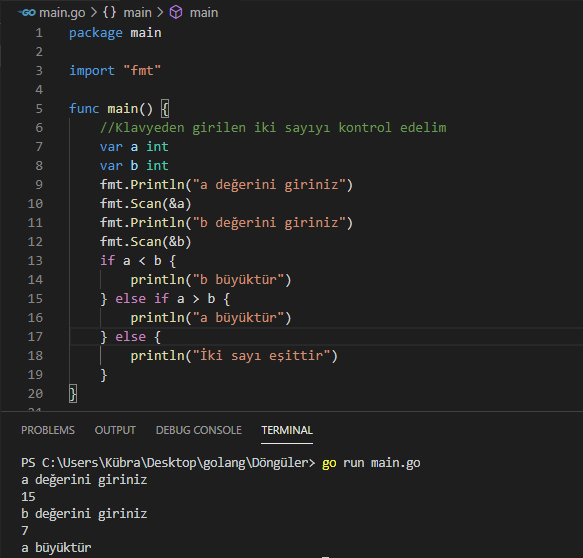 GO main.go > {} main > main
1 package main
2
3 import "fmt"
4
5 func main() {
6 //Klavyeden girilen iki sayıyı kontrol edelim
7 var a int
8 var b int
9 fmt.Println("a değerini giriniz")
10 fmt.Scan(&a)
11 fmt.Println("b değerini giriniz")
12 fmt.Scan(&b)
13 if a < b {
14 println("b büyüktür")
15 } else if a > b {
16 println("a büyüktür")
17 } else {
18 println("İki sayı eşittir")
19 }
20 }
21
PROBLEMS OUTPUT DEBUG CONSOLE TERMINAL
PS C:\Users\Kübra\Desktop\golang\Döngüler> go run main.go
a değerini giriniz
15
b değerini giriniz
7
a büyüktür